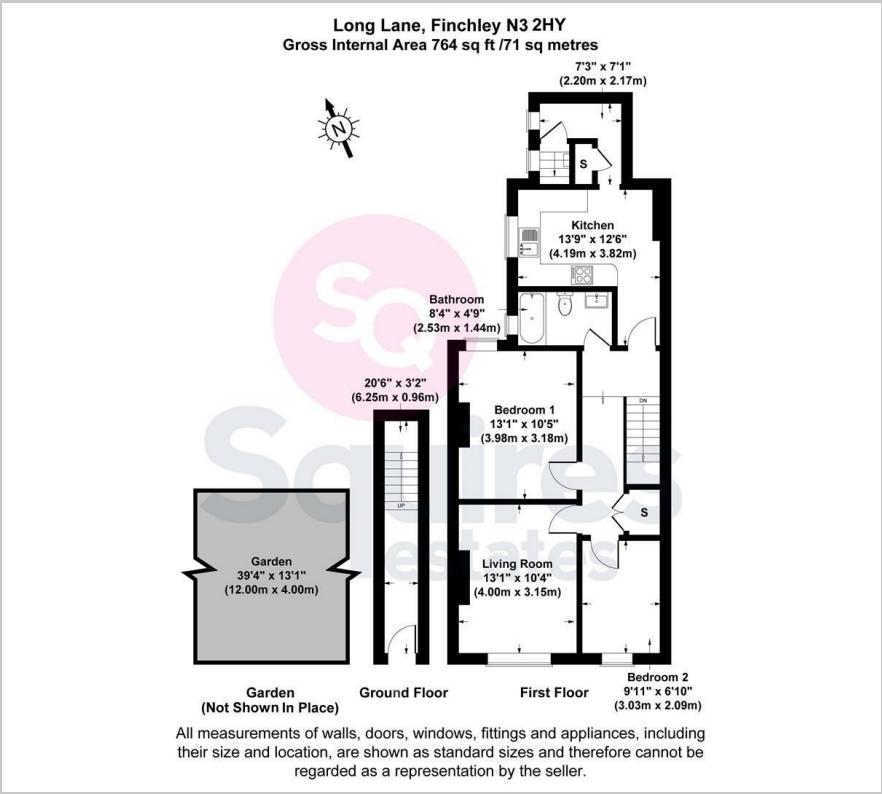 Long Lane, Finchley N3 2HY
Gross Internal Area 764 sq ft /71 sq metres
7'3" x 7'1"
(2.20m x 2.17m)
N
S
Kitchen
13'9" x 12'6"
(4.19m x 3.82m)
SQ
Bathroom
8'4" x 4'9"
(2.53m x 1.44m)
20'6" x 3'2"
(6.25m x 0.96m)
Bedroom 1
13'1" x 10'5"
(3.98m x 3.18m)
DN
Squires
estates
UP
S
Garden
39'4" x 13'1"
(12.00m x 4.00m)
Living Room
13'1" x 10'4"
(4.00m x 3.15m)
Bedroom 2
9'11" x 6'10"
(3.03m x 2.09m)
Garden
(Not Shown In Place)
Ground Floor
First Floor
All measurements of walls, doors, windows, fittings and appliances, including
their size and location, are shown as standard sizes and therefore cannot be
regarded as a representation by the seller.